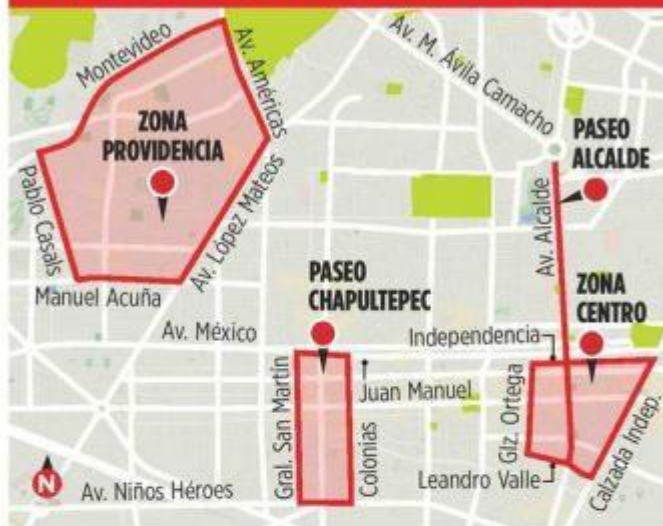 Montevideo
Av. Américas
Av. M. Ávila Camacho
ZONA
PROVIDENCIA
PASEO
ALCALDE
Pablo Casals
Av. López Mateos
Av. Alcalde
Manuel Acuña
PASEO
CHAPULTEPEC
ZONA
CENTRO
Av. México
Independencia
Gral. San Martín
Juan Manuel
Colonias
Glz. Ortega
Calzada Indep.
Leandro Valle
N
Av. Niños Héroes